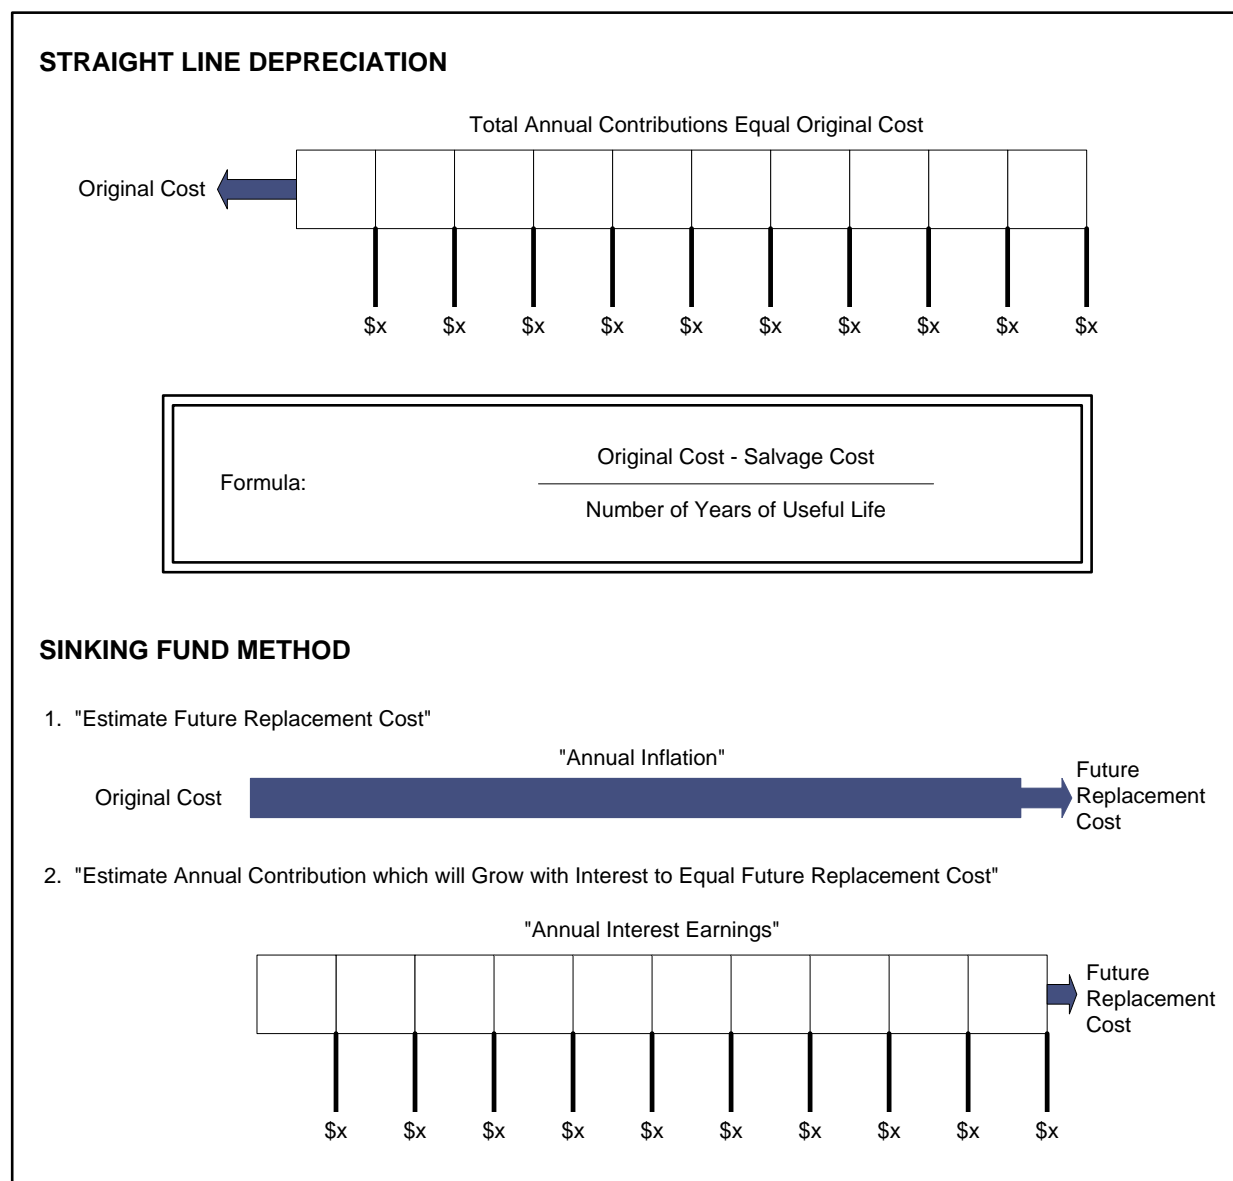 STRAIGHT LINE DEPRECIATION
Total Annual Contributions Equal Original Cost
Original Cost
$x $x $x $x $x $x $x $x $x $x
Original Cost - Salvage Cost
Formula:
Number of Years of Useful Life
SINKING FUND METHOD
1. "Estimate Future Replacement Cost"
"Annual Inflation"
Original Cost
Future
Replacement
Cost
2. "Estimate Annual Contribution which will Grow with Interest to Equal Future Replacement Cost"
"Annual Interest Earnings"
Future
Replacement
Cost
$x $x $x $x $x $x $x $x $x $x